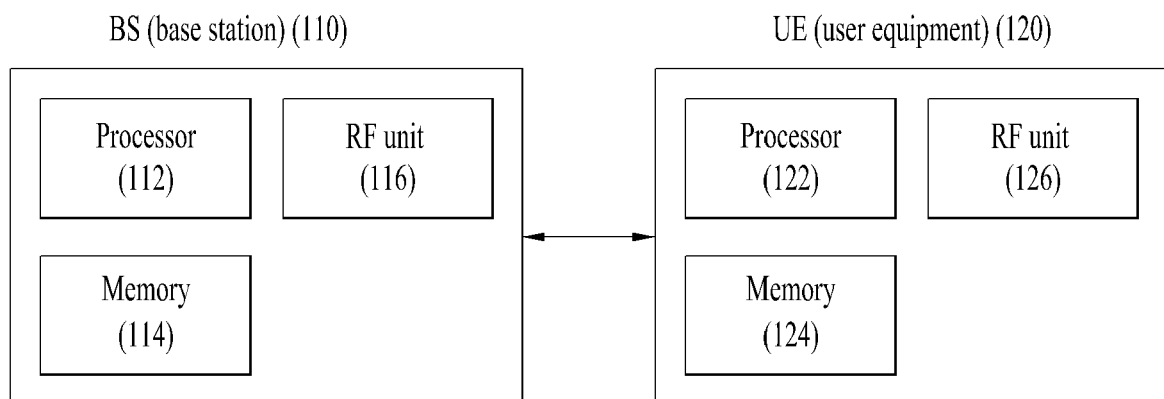 BS (base station) (110)
UE (user equipment) (120)
Processor
(112)
RF unit
(116)
Memory
(114)
Processor
(122)
RF unit
(126)
Memory
(124)